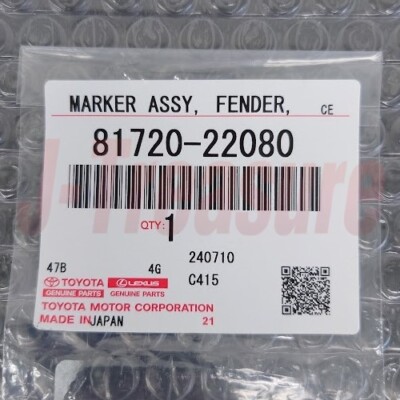 MARKER ASSY, FENDER, CE
81720-22080
QTY: 1
240710
47B 4G C415
TOYOTA LEXUS
GENUINE PARTS GENUINE PARTS
TOYOTA MOTOR CORPORATION
MADE IN JAPAN 21
J-Treasure